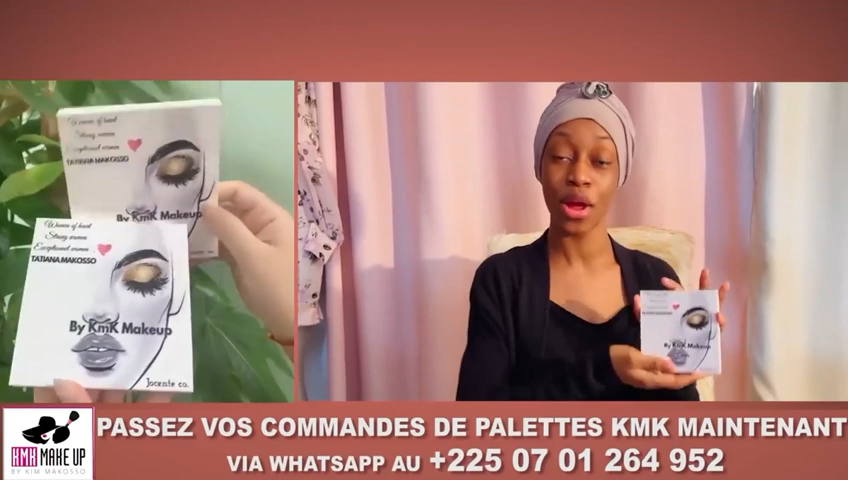 Women of heart
Strong women
Exceptional women
TATIANA MAKOSSO
By KmK Makeup
Women of heart
Strong women
Exceptional women
TATIANA MAKOSSO
By KmK Makeup
Jocente co.
By KmK Makeup
KMK MAKE UP
BY KIM MAKOSSO
PASSEZ VOS COMMANDES DE PALETTES KMK MAINTENANT
VIA WHATSAPP AU +225 07 01 264 952